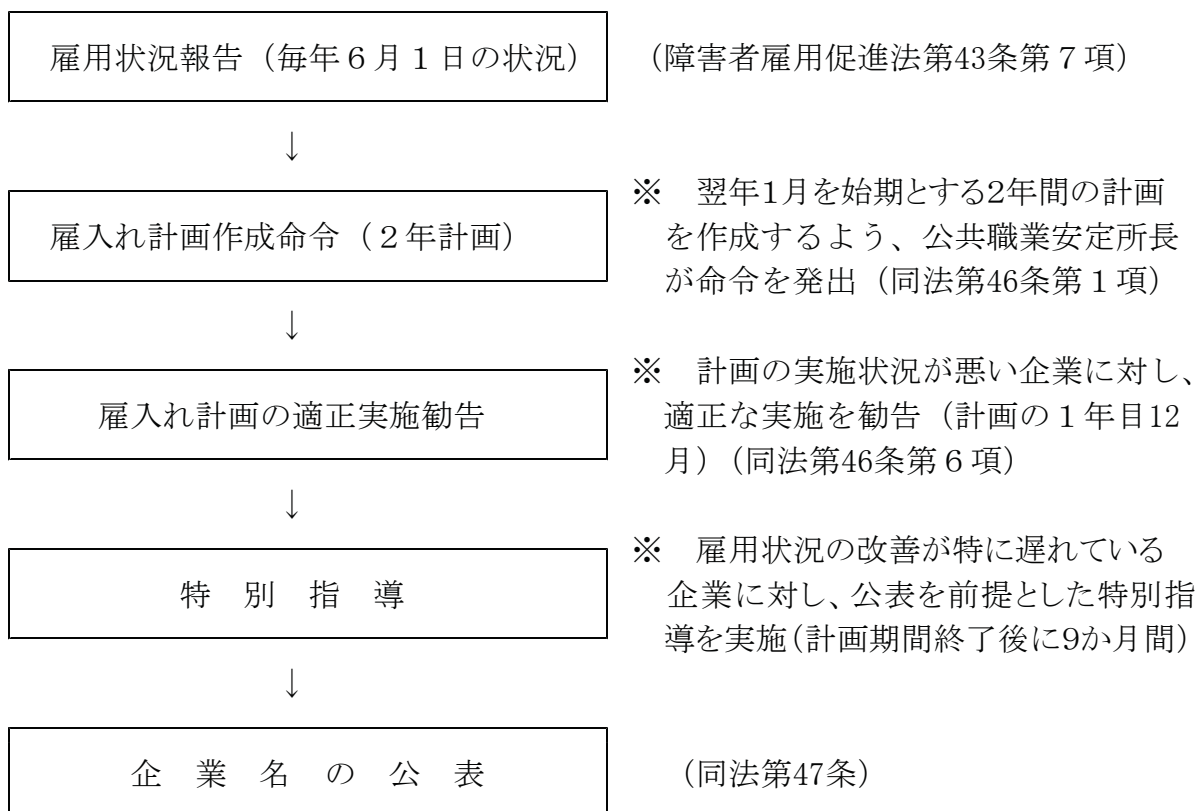 雇用状況報告（毎年６月１日の状況）
（障害者雇用促進法第43条第７項）
↓
雇入れ計画作成命令（２年計画）
※　翌年1月を始期とする2年間の計画
を作成するよう、公共職業安定所長
が命令を発出（同法第46条第１項）
↓
雇入れ計画の適正実施勧告
※　計画の実施状況が悪い企業に対し、
適正な実施を勧告（計画の１年目12
月）（同法第46条第６項）
↓
特　別　指　導
※　雇用状況の改善が特に遅れている
企業に対し、公表を前提とした特別指
導を実施（計画期間終了後に9か月間）
↓
企　業　名　の　公　表
（同法第47条）